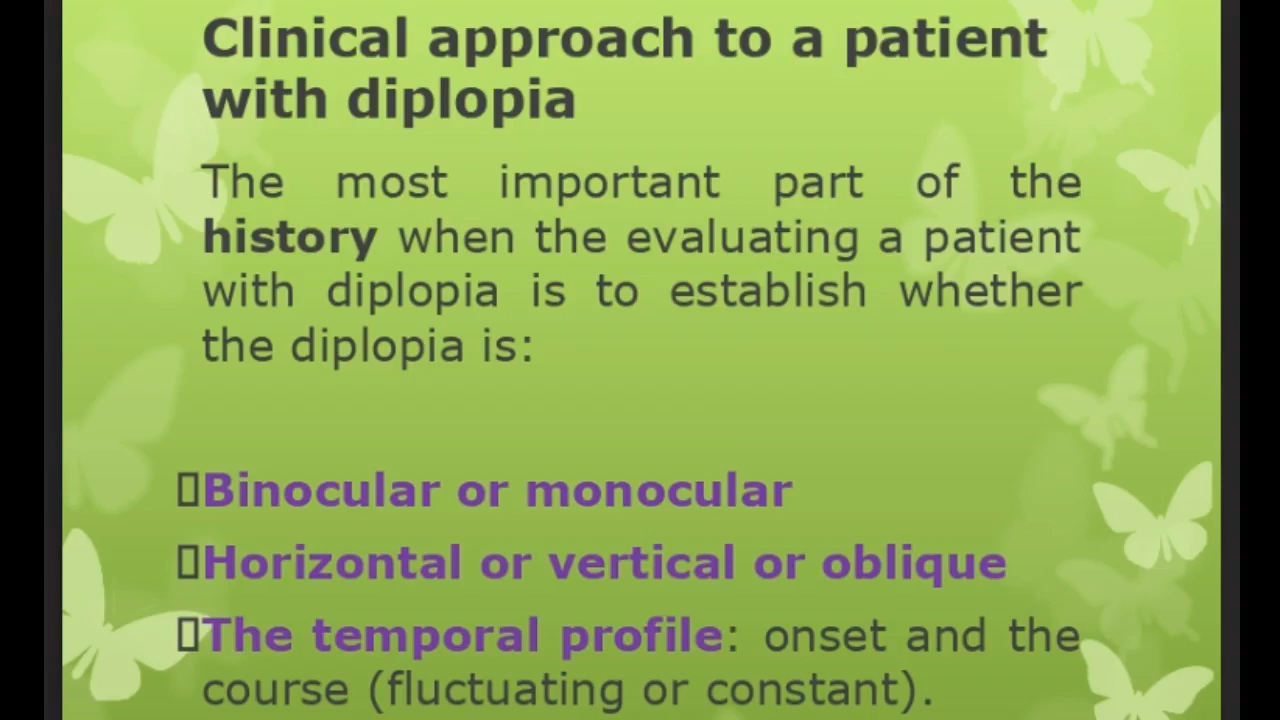 Clinical approach to a patient
with diplopia
The most important part of the
history when the evaluating a patient
with diplopia is to establish whether
the diplopia is:
Binocular or monocular
Horizontal or vertical or oblique
The temporal profile: onset and the
course (fluctuating or constant).